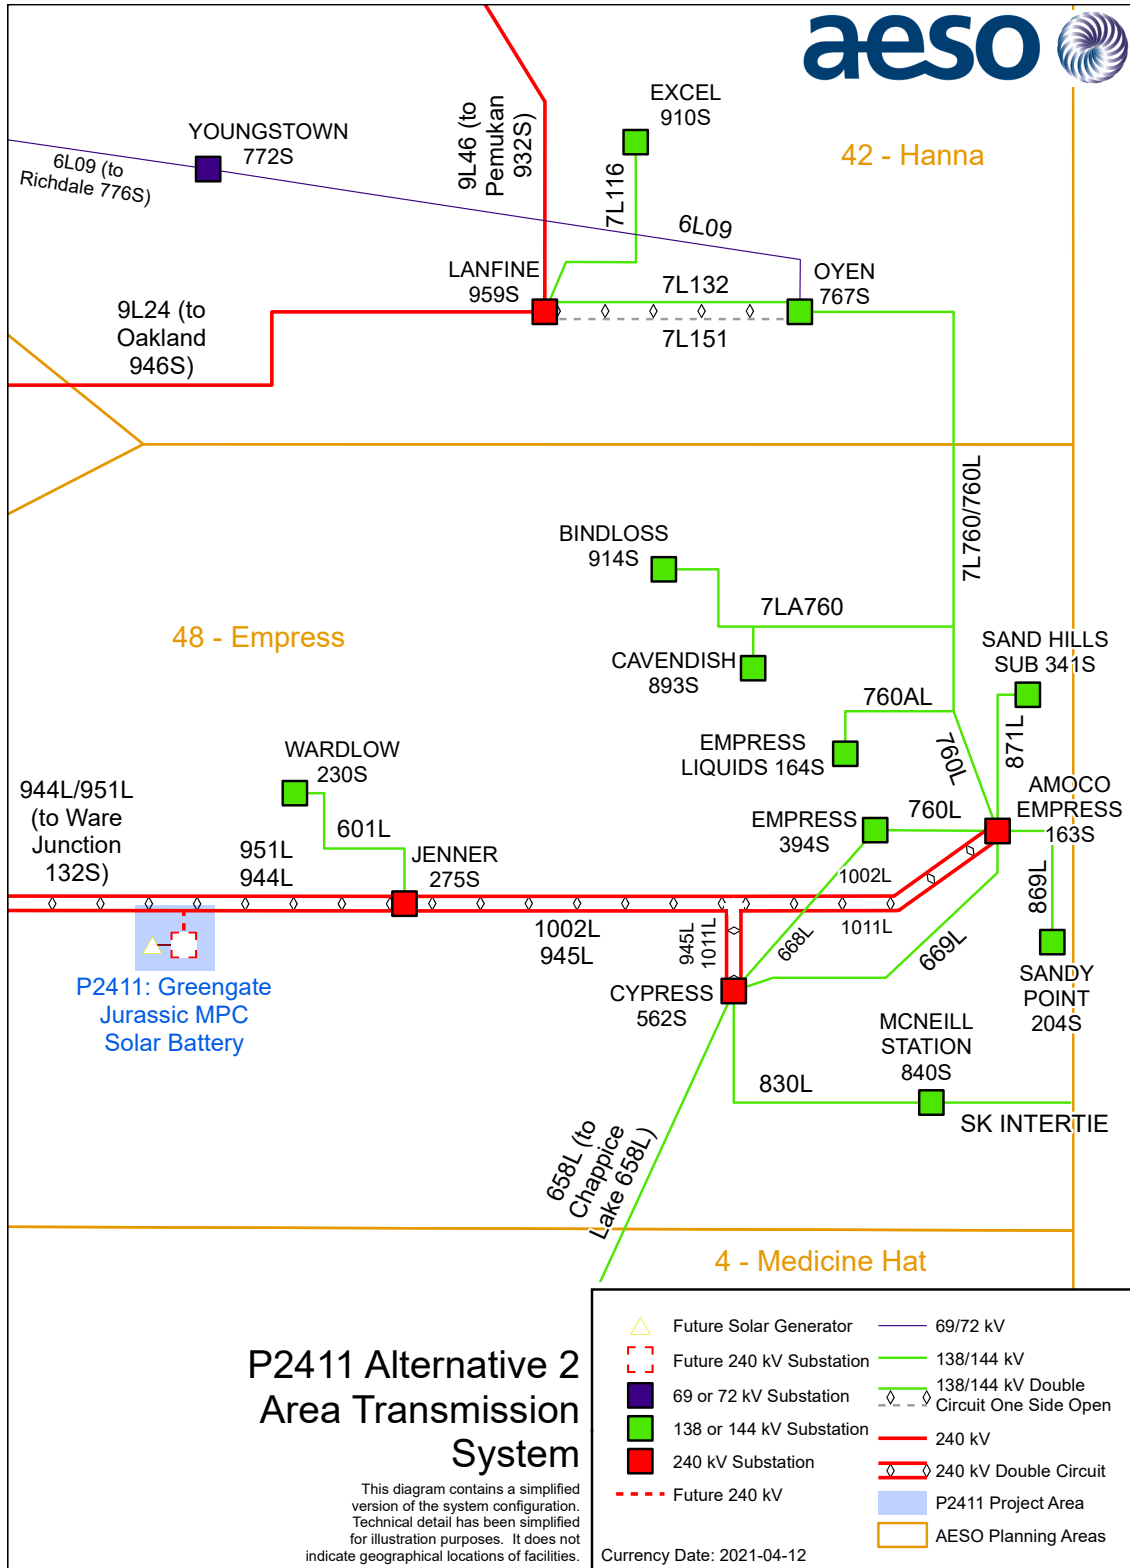 aeso
EXCEL
910S
42 - Hanna
9L46 (to
Pemukan
932S)
YOUNGSTOWN
772S
6L09 (to
Richdale 776S)
7L116
6L09
LANFINE
959S
7L132
OYEN
767S
7L151
9L24 (to
Oakland
946S)
7L760/760L
BINDLOSS
914S
7LA760
48 - Empress
CAVENDISH
893S
SAND HILLS
SUB 341S
760AL
EMPRESS
LIQUIDS 164S
760L
871L
WARDLOW
230S
944L/951L
(to Ware
Junction
132S)
601L
AMOCO
EMPRESS
163S
760L
EMPRESS
394S
951L
944L
JENNER
275S
1002L
869L
1002L
945L
945L
1011L
668L
1011L
669L
P2411: Greengate
Jurassic MPC
Solar Battery
CYPRESS
562S
SANDY
POINT
204S
MCNEILL
STATION
840S
830L
SK INTERTIE
658L (to
Chappice
Lake 658L)
4 - Medicine Hat
P2411 Alternative 2
Area Transmission
System
This diagram contains a simplified
version of the system configuration.
Technical detail has been simplified
for illustration purposes. It does not
indicate geographical locations of facilities.
Future Solar Generator
Future 240 kV Substation
69 or 72 kV Substation
138 or 144 kV Substation
240 kV Substation
Future 240 kV
69/72 kV
138/144 kV
138/144 kV Double
Circuit One Side Open
240 kV
240 kV Double Circuit
P2411 Project Area
AESO Planning Areas
Currency Date: 2021-04-12